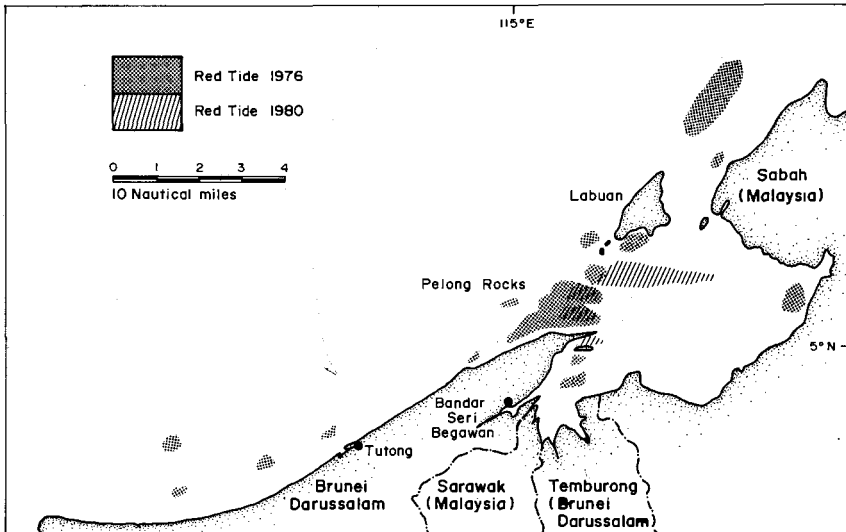 115°E
Red Tide 1976
Red Tide 1980
0 1 2 3 4
10 Nautical miles
Labuan
Sabah
(Malaysia)
Pelong Rocks
5°N
Bandar
Seri
Begawan
Tutong
Brunei
Darussalam
Sarawak
(Malaysia)
Temburong
(Brunei
Darussalam)